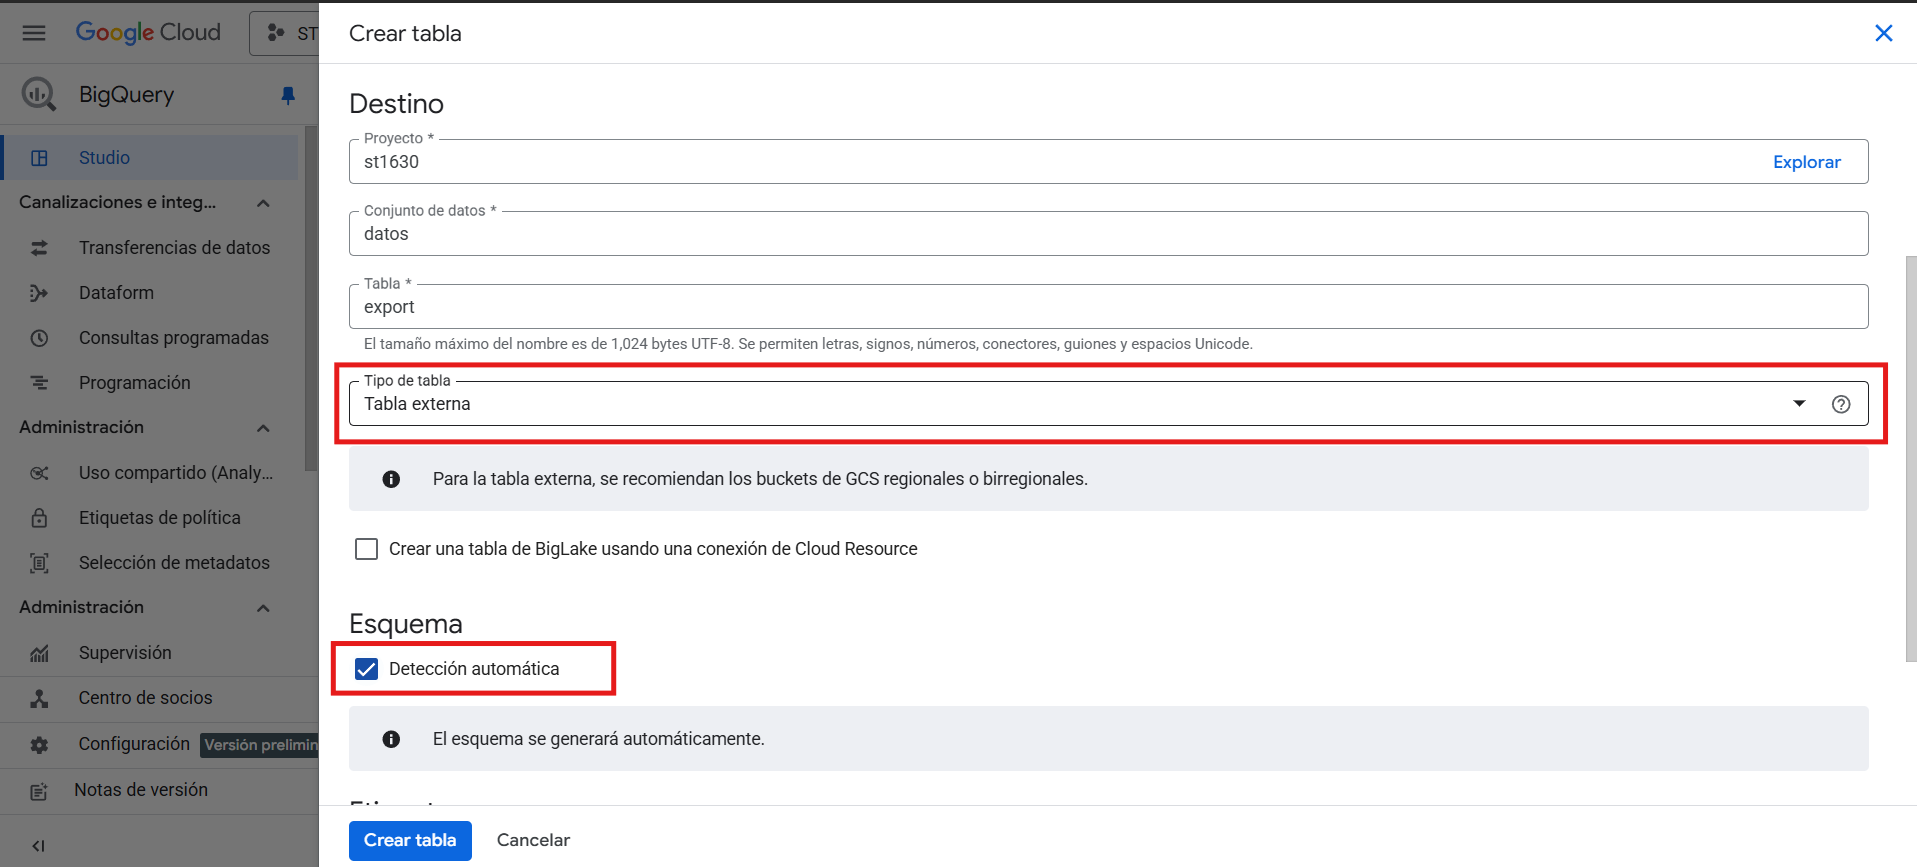 Google Cloud
ST
BigQuery
Studio
Canalizaciones e integ...
Transferencias de datos
Dataform
Consultas programadas
Programación
Administración
Uso compartido (Analy...
Etiquetas de política
Selección de metadatos
Administración
Supervisión
Centro de socios
Configuración
Versión prelimin
Notas de versión
Crear tabla
Destino
Proyecto *
st1630
Explorar
Conjunto de datos *
datos
Tabla *
export
El tamaño máximo del nombre es de 1,024 bytes UTF-8. Se permiten letras, signos, números, conectores, guiones y espacios Unicode.
Tipo de tabla
Tabla externa
Para la tabla externa, se recomiendan los buckets de GCS regionales o birregionales.
Crear una tabla de BigLake usando una conexión de Cloud Resource
Esquema
Detección automática
El esquema se generará automáticamente.
Crear tabla
Cancelar